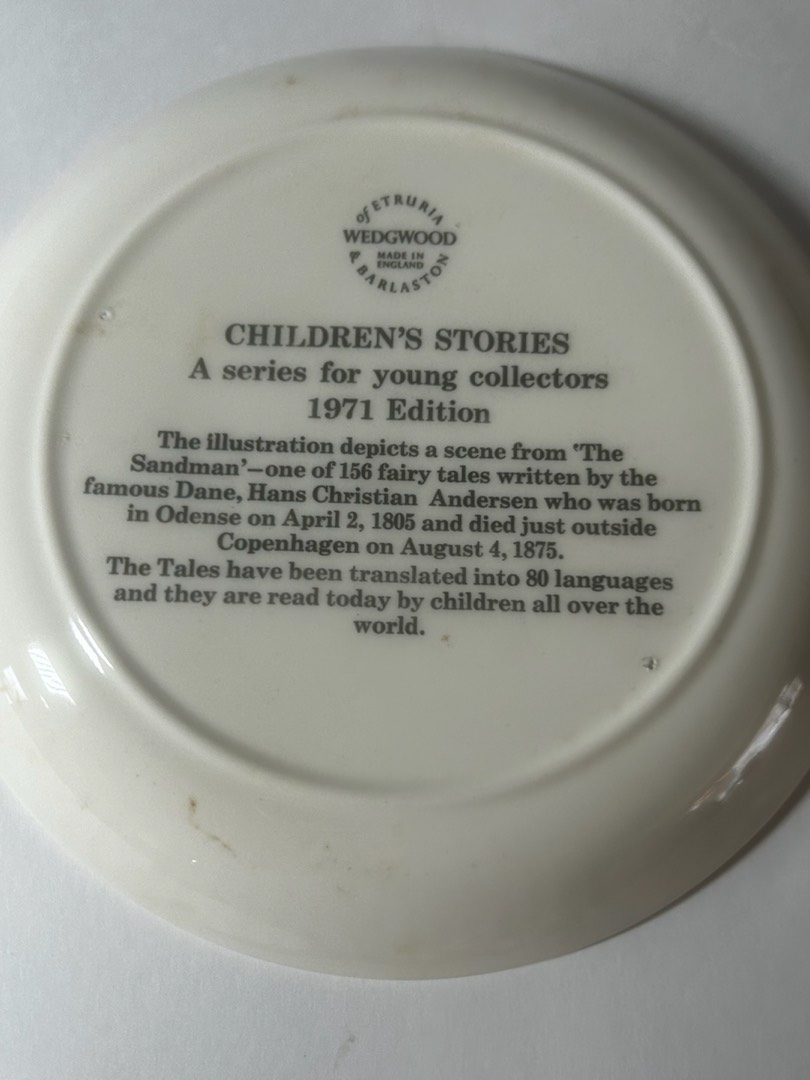 of ETRURIA
WEDGWOOD
MADE IN
ENGLAND
& BARLASTON
CHILDREN'S STORIES
A series for young collectors
1971 Edition
The illustration depicts a scene from 'The
Sandman'—one of 156 fairy tales written by the
famous Dane, Hans Christian Andersen who was born
in Odense on April 2, 1805 and died just outside
Copenhagen on August 4, 1875.
The Tales have been translated into 80 languages
and they are read today by children all over the
world.